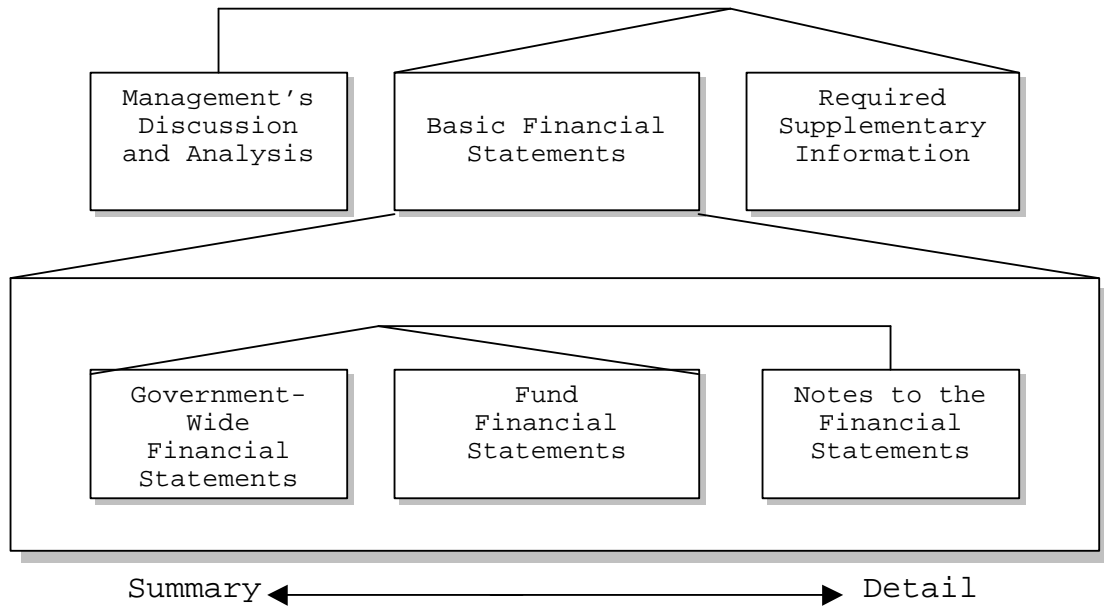 Management's
Discussion
and Analysis
Basic Financial
Statements
Required
Supplementary
Information
Government-
Wide
Financial
Statements
Fund
Financial
Statements
Notes to the
Financial
Statements
Summary
Detail